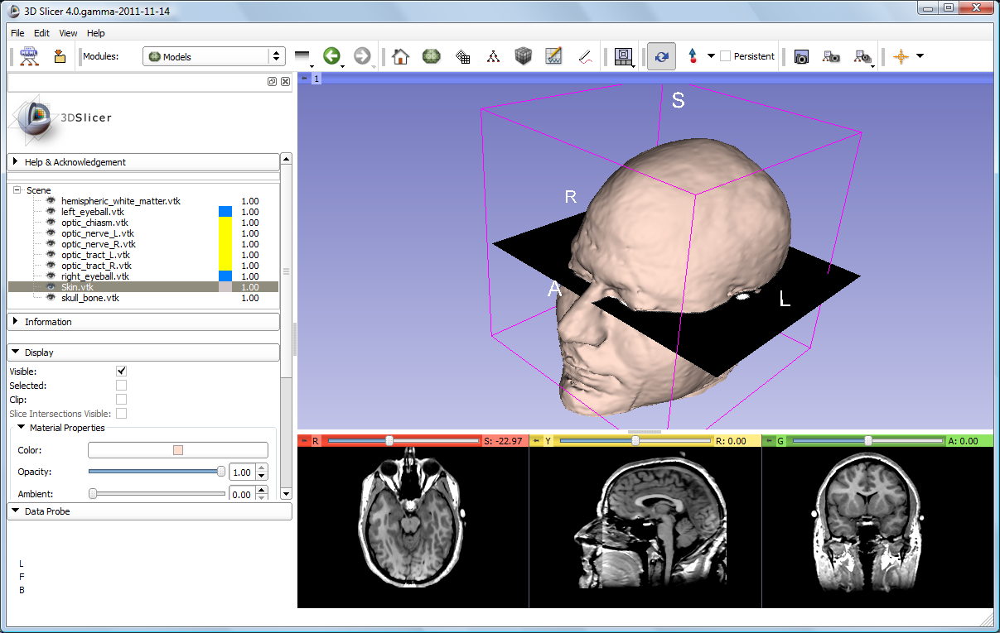 3D Slicer 4.0.gamma-2011-11-14
File Edit View Help
Modules: Models Persistent
1
3DSlicer
Help & Acknowledgement
Scene
hemispheric_white_matter.vtk 1.00
left_eyeball.vtk 1.00
optic_chiasm.vtk 1.00
optic_nerve_L.vtk 1.00
optic_nerve_R.vtk 1.00
optic_tract_L.vtk 1.00
optic_tract_R.vtk 1.00
right_eyeball.vtk 1.00
Skin.vtk 1.00
skull_bone.vtk 1.00
Information
Display
Visible:
Selected:
Clip:
Slice Intersections Visible:
Material Properties
Color:
Opacity: 1.00
Ambient: 0.00
Data Probe
L
F
B
S
R
A
L
R S: -22.97
Y R: 0.00
G A: 0.00